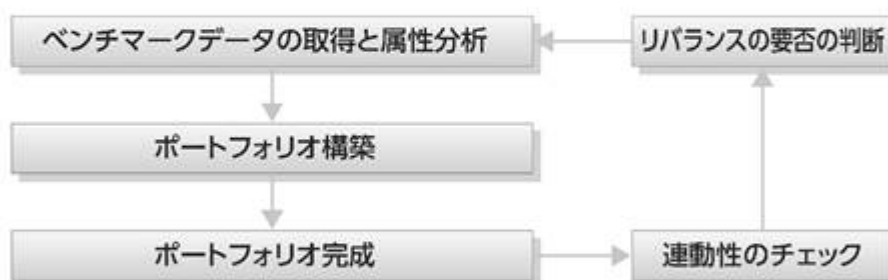 ベンチマークデータの取得と属性分析
リバランスの要否の判断
ポートフォリオ構築
ポートフォリオ完成
連動性のチェック